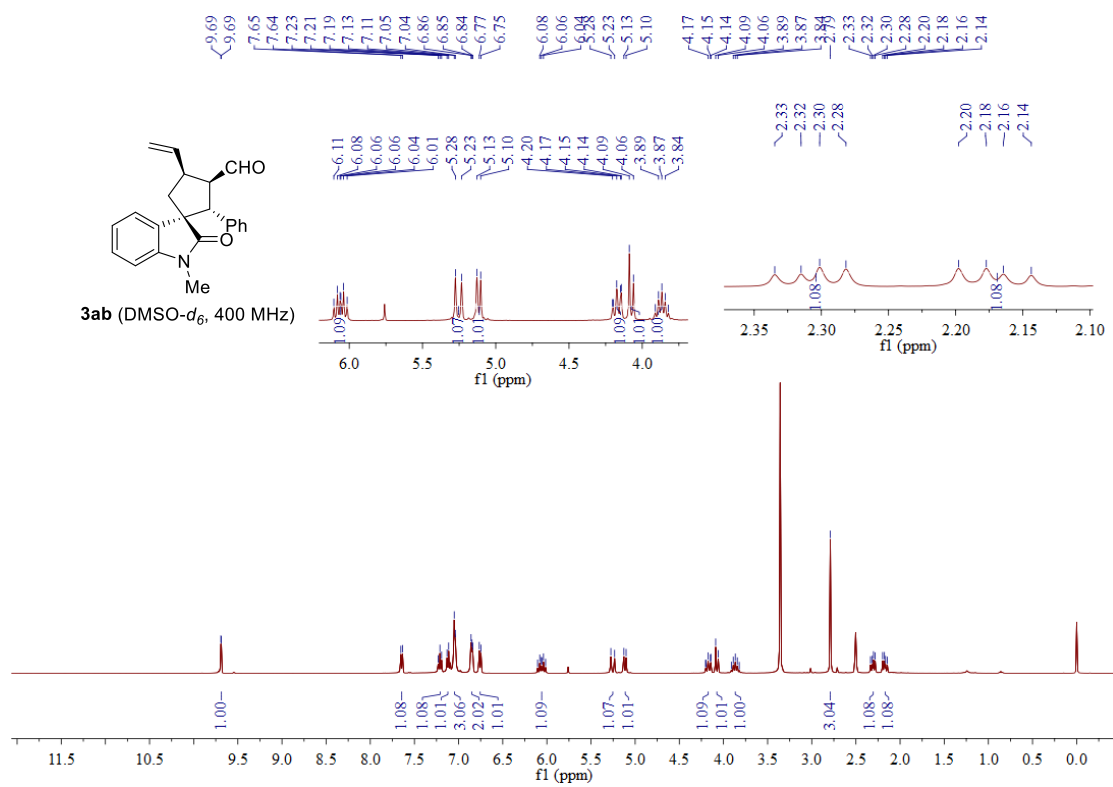 9.69 9.69 7.65 7.64 7.23 7.21 7.19 7.13 7.11 7.05 7.04 6.86 6.85 6.84 6.77 6.75 6.08 6.06 6.04 5.28 5.23 5.13 5.10 4.17 4.15 4.14 4.09 4.06 3.89 3.87 3.84 2.79 2.33 2.32 2.30 2.28 2.20 2.18 2.16 2.14
2.33 2.32 2.30 2.28 2.20 2.18 2.16 2.14
6.11 6.08 6.06 6.06 6.04 6.01 5.28 5.23 5.13 5.10 4.20 4.17 4.15 4.14 4.09 4.06 3.89 3.87 3.84
CHO
Ph
O
N
Me
3ab (DMSO-d6, 400 MHz)
1.09 1.07 1.01 1.09 1.01 1.00
6.0 5.5 5.0 4.5 4.0
f1 (ppm)
1.08 1.08
2.35 2.30 2.25 2.20 2.15 2.10
f1 (ppm)
1.00 1.08 1.08 1.01 3.06 2.02 1.01 1.09 1.07 1.01 1.09 1.01 1.00 3.04 1.08 1.08
11.5 10.5 9.5 9.0 8.5 8.0 7.5 7.0 6.5 6.0 5.5 5.0 4.5 4.0 3.5 3.0 2.5 2.0 1.5 1.0 0.5 0.0
f1 (ppm)